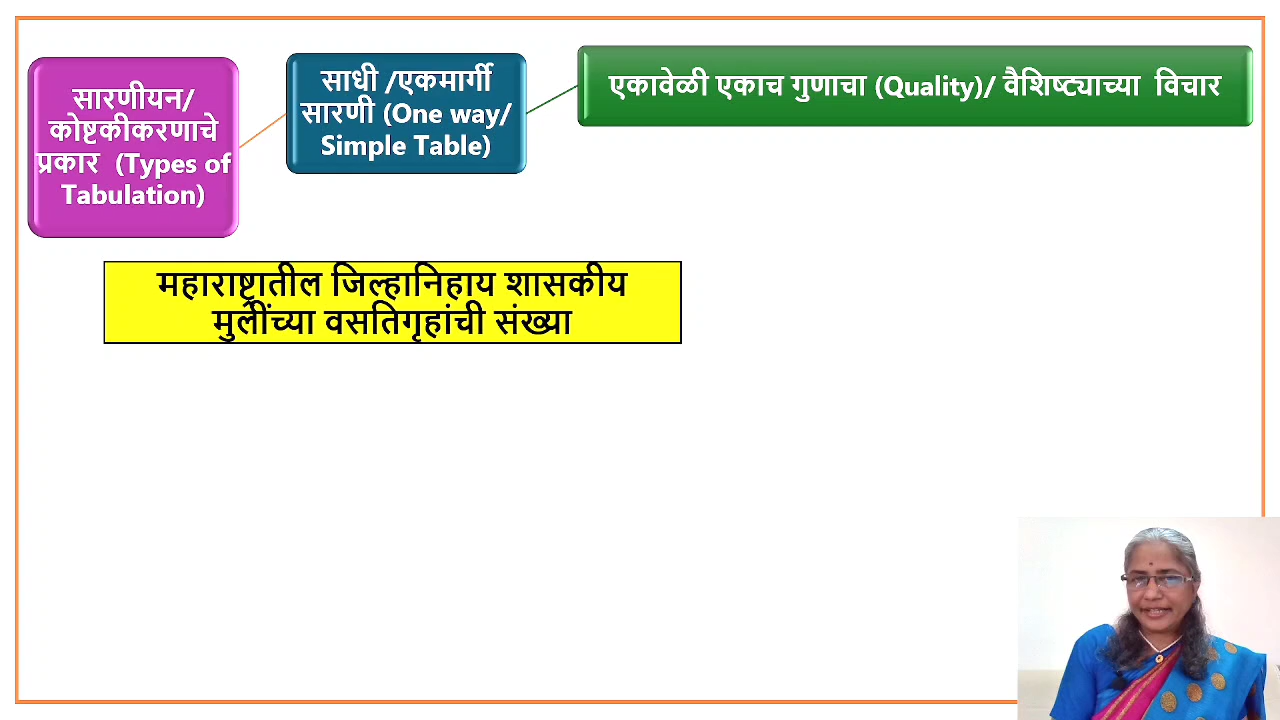 सारणीयन/
कोष्टकीकरणाचे
प्रकार (Types of
Tabulation)
साधी /एकमार्गी
सारणी (One way/
Simple Table)
एकावेळी एकाच गुणाचा (Quality)/ वैशिष्ट्याच्या विचार
महाराष्ट्रातील जिल्हानिहाय शासकीय
मुलींच्या वसतिगृहांची संख्या